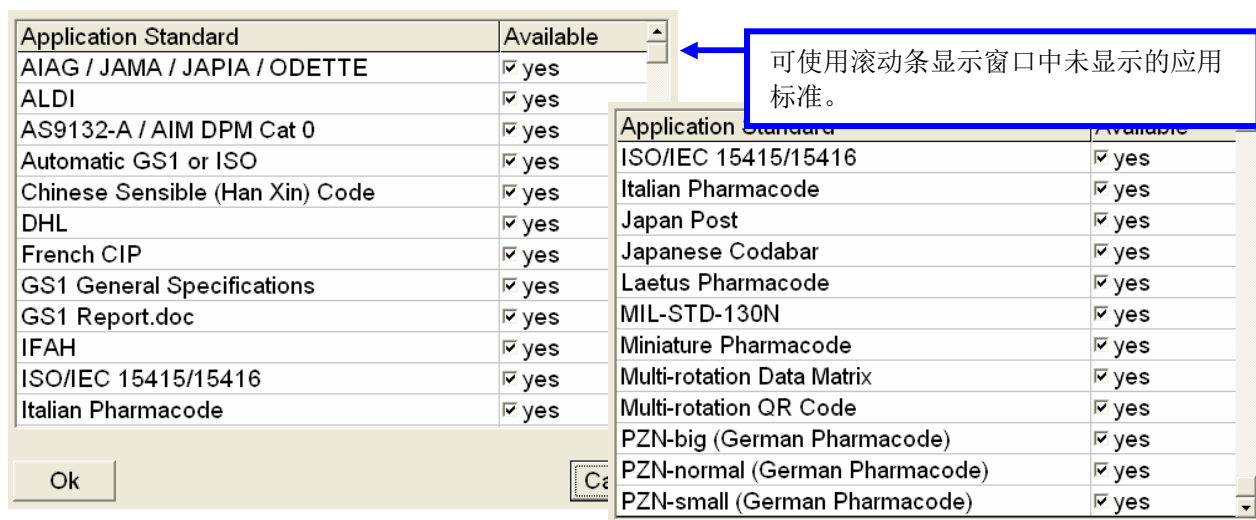 Application Standard Available
AIAG / JAMA / JAPIA / ODETTE yes
ALDI yes
AS9132-A / AIM DPM Cat 0 yes
Automatic GS1 or ISO yes
Chinese Sensible (Han Xin) Code yes
DHL yes
French CIP yes
GS1 General Specifications yes
GS1 Report.doc yes
IFAH yes
ISO/IEC 15415/15416 yes
Italian Pharmacode yes
Ok
Ca
可使用滚动条显示窗口中未显示的应用
标准。
Application Standard Available
ISO/IEC 15415/15416 yes
Italian Pharmacode yes
Japan Post yes
Japanese Codabar yes
Laetus Pharmacode yes
MIL-STD-130N yes
Miniature Pharmacode yes
Multi-rotation Data Matrix yes
Multi-rotation QR Code yes
PZN-big (German Pharmacode) yes
PZN-normal (German Pharmacode) yes
PZN-small (German Pharmacode) yes